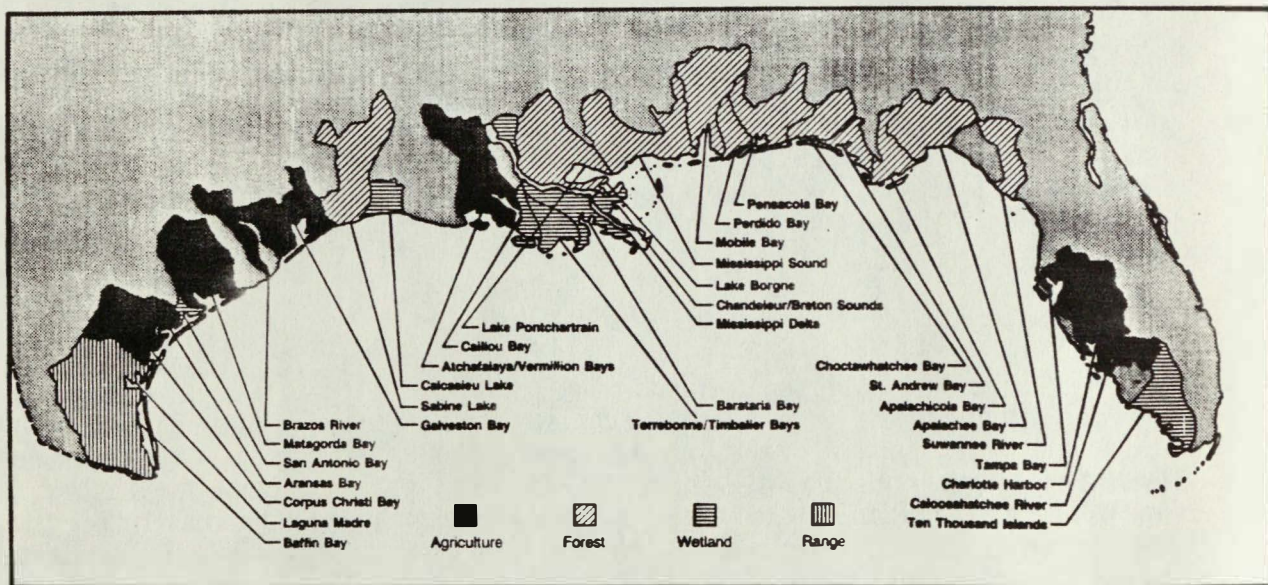 Pensacola Bay
Perdido Bay
Mobile Bay
Mississippi Sound
Lake Borgne
Chandeleur/Breton Sounds
Mississippi Delta
Lake Pontchartrain
Caillou Bay
Atchafalaya/Vermillion Bays
Calcasieu Lake
Sabine Lake
Galveston Bay
Barataria Bay
Terrebonne/Timbalier Bays
Choctawhatchee Bay
St. Andrew Bay
Apalachicola Bay
Apalachee Bay
Suwannee River
Tampa Bay
Charlotte Harbor
Caloosahatchee River
Ten Thousand Islands
Brazos River
Matagorda Bay
San Antonio Bay
Aransas Bay
Corpus Christi Bay
Laguna Madre
Baffin Bay
Agriculture
Forest
Wetland
Range